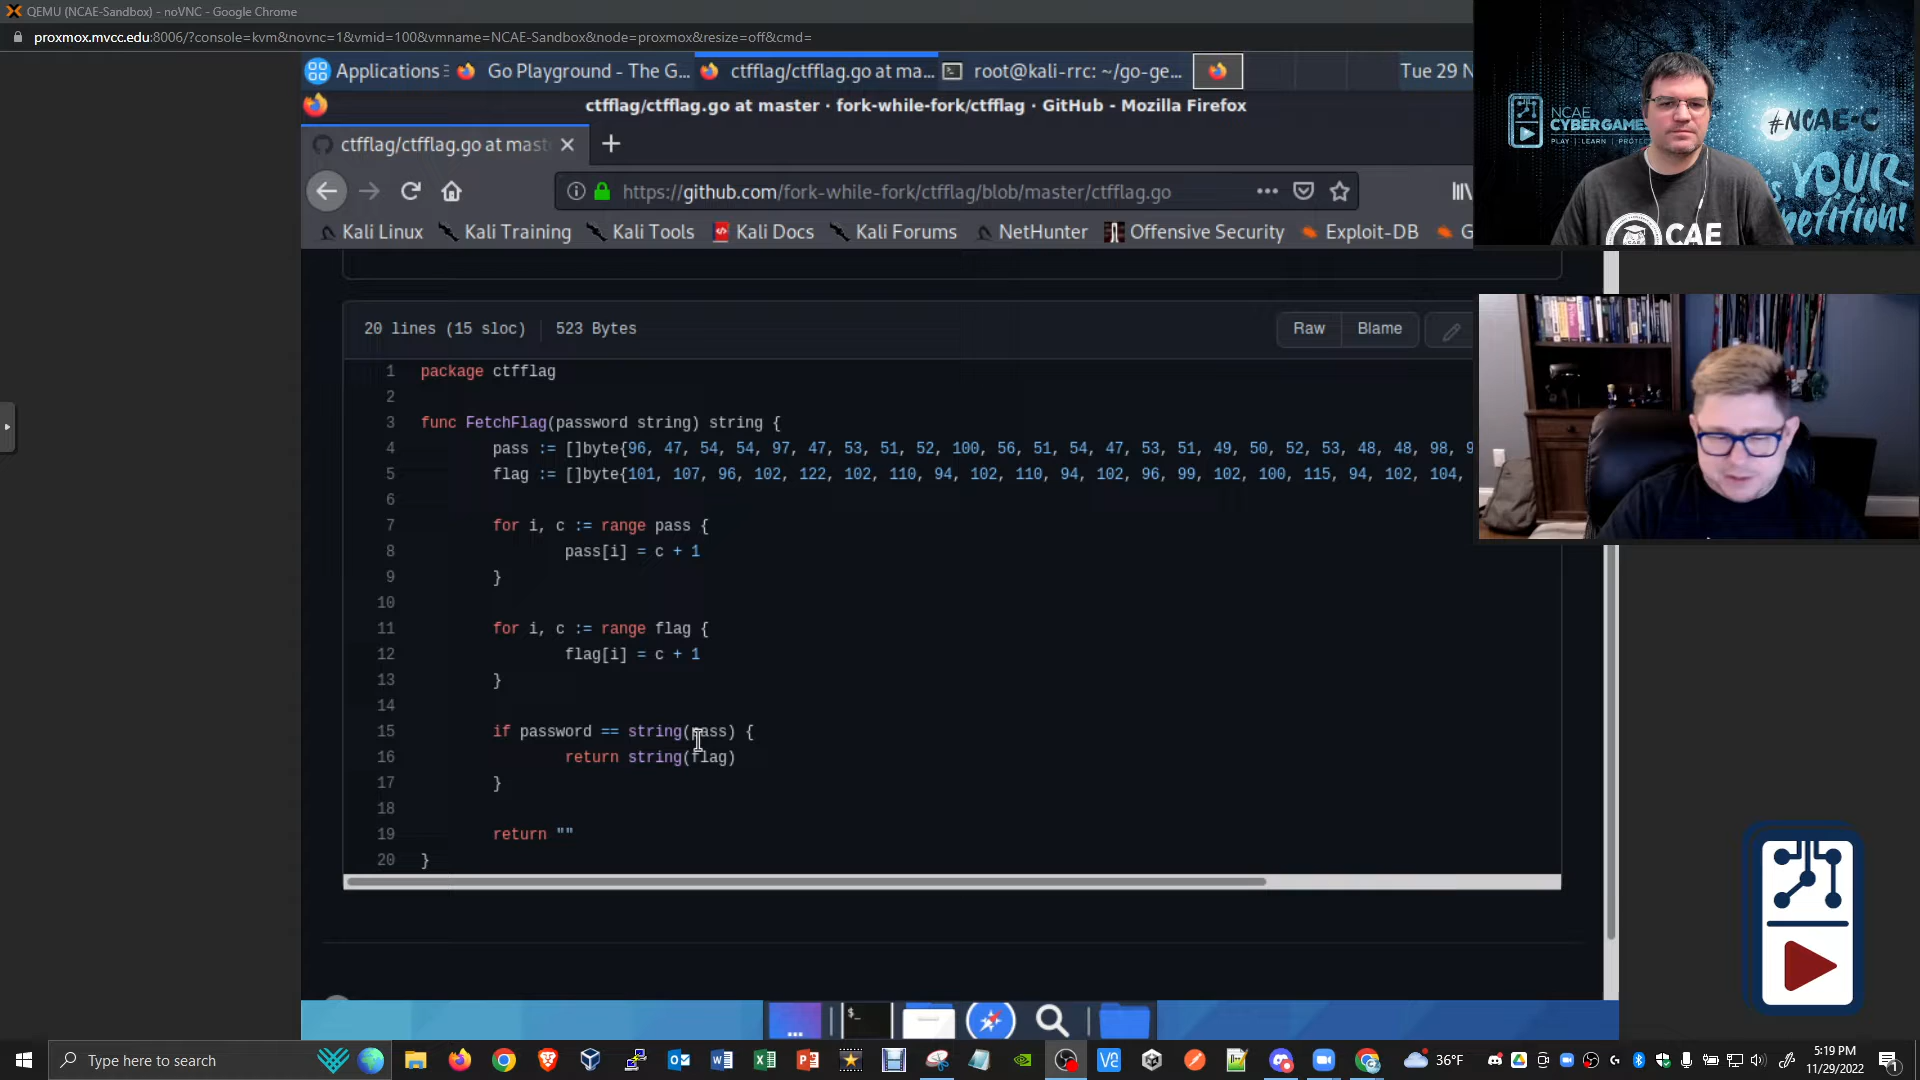 QEMU (NCAE-Sandbox) - noVNC - Google Chrome
proxmox.mvcc.edu:8006/?console=kvm&novnc=1&vmid=100&vmname=NCAE-Sandbox&node=proxmox&resize=off&cmd=
Applications Go Playground - The G... ctfflag/ctfflag.go at ma... root@kali-rrc: ~/go-ge... Tue 29 N
ctfflag/ctfflag.go at master · fork-while-fork/ctfflag · GitHub - Mozilla Firefox
ctfflag/ctfflag.go at mast
https://github.com/fork-while-fork/ctfflag/blob/master/ctfflag.go
Kali Linux Kali Training Kali Tools Kali Docs Kali Forums NetHunter Offensive Security Exploit-DB G
20 lines (15 sloc) 523 Bytes Raw Blame
1 package ctfflag
2
3 func FetchFlag(password string) string {
4 pass := []byte{96, 47, 54, 54, 97, 47, 53, 51, 52, 100, 56, 51, 54, 47, 53, 51, 49, 50, 52, 53, 48, 48, 98, 9
5 flag := []byte{101, 107, 96, 102, 122, 102, 110, 94, 102, 110, 94, 102, 96, 99, 102, 100, 115, 94, 102, 104,
6
7 for i, c := range pass {
8 pass[i] = c + 1
9 }
10
11 for i, c := range flag {
12 flag[i] = c + 1
13 }
14
15 if password == string(pass) {
16 return string(flag)
17 }
18
19 return ""
20 }
NCAE
CYBERGAMES
PLAY | LEARN | PROTECT
#NCAE-C
YOUR
CAE
Type here to search
36°F
5:19 PM
11/29/2022
1